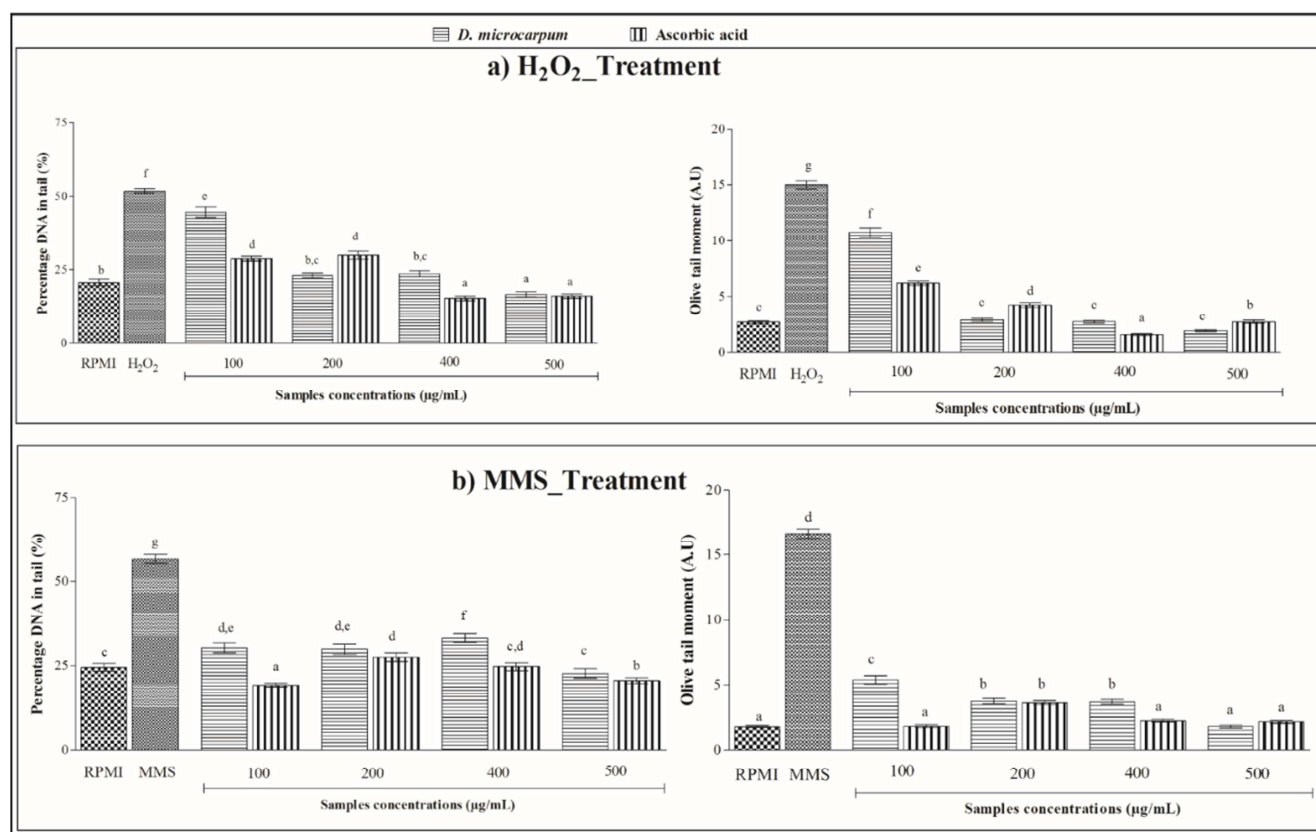 D. microcarpum Ascorbic acid
a) H₂O₂_Treatment
Percentage DNA in tail (%)
75
50
25
0
b
f
e
d
b,c
d
b,c
a
a
a
RPMI H₂O₂ 100 200 400 500
Samples concentrations (µg/mL)
Olive tail moment (A.U)
20
15
10
5
0
c
g
f
e
c
d
c
a
c
b
RPMI H₂O₂ 100 200 400 500
Samples concentrations (µg/mL)
b) MMS_Treatment
Percentage DNA in tail (%)
75
50
25
0
c
g
d,e
a
d,e
d
f
c,d
c
b
RPMI MMS 100 200 400 500
Samples concentrations (µg/mL)
Olive tail moment (A.U)
20
15
10
5
0
a
d
c
a
b
b
b
a
a
a
RPMI MMS 100 200 400 500
Samples concentrations (µg/mL)